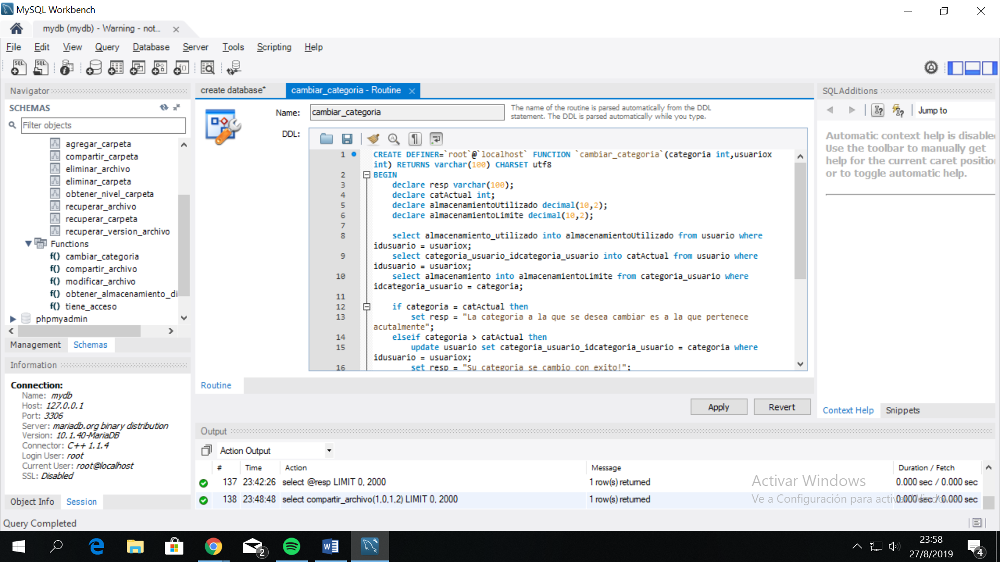 MySQL Workbench
mydb (mydb) - Warning - not...
File Edit View Query Database Server Tools Scripting Help
Navigator
SCHEMAS
Filter objects
agregar_carpeta
compartir_carpeta
eliminar_archivo
eliminar_carpeta
obtener_nivel_carpeta
recuperar_archivo
recuperar_carpeta
recuperar_version_archivo
Functions
f() cambiar_categoria
f() compartir_archivo
f() modificar_archivo
f() obtener_almacenamiento_di
f() tiene_acceso
phpmyadmin
Management Schemas
Information
Connection:
Name: mydb
Host: 127.0.0.1
Port: 3306
Server: mariadb.org binary distribution
Version: 10.1.40-MariaDB
Connector: C++ 1.1.4
Login User: root
Current User: root@localhost
SSL: Disabled
Object Info Session
Query Completed
create database* cambiar_categoria - Routine
Name: cambiar_categoria
The name of the routine is parsed automatically from the DDL
statement. The DDL is parsed automatically while you type.
DDL:
1 CREATE DEFINER=`root`@`localhost` FUNCTION `cambiar_categoria`(categoria int,usuariox
int) RETURNS varchar(100) CHARSET utf8
2 BEGIN
3 declare resp varchar(100);
4 declare catActual int;
5 declare almacenamientoUtilizado decimal(10,2);
6 declare almacenamientoLimite decimal(10,2);
7
8 select almacenamiento_utilizado into almacenamientoUtilizado from usuario where
idusuario = usuariox;
9 select categoria_usuario_idcategoria_usuario into catActual from usuario where
idusuario = usuariox;
10 select almacenamiento into almacenamientoLimite from categoria_usuario where
idcategoria_usuario = categoria;
11
12 if categoria = catActual then
13 set resp = "La categoria a la que se desea cambiar es a la que pertenece
acutalmente";
14 elseif categoria > catActual then
15 update usuario set categoria_usuario_idcategoria_usuario = categoria where
idusuario = usuariox;
16 set resp = "Su categoria se cambio con exito!";
Routine
Apply Revert
SQLAdditions
Jump to
Automatic context help is disable
Use the toolbar to manually get
help for the current caret positio
or to toggle automatic help.
Context Help Snippets
Output
Action Output
# Time Action Message Duration / Fetch
137 23:42:26 select @resp LIMIT 0, 2000 1 row(s) returned 0.000 sec / 0.000 sec
138 23:48:48 select compartir_archivo(1,0,1,2) LIMIT 0, 2000 1 row(s) returned 0.000 sec / 0.000 sec
Activar Windows
Ve a Configuración para activar Windows.
2
23:58
27/8/2019
4